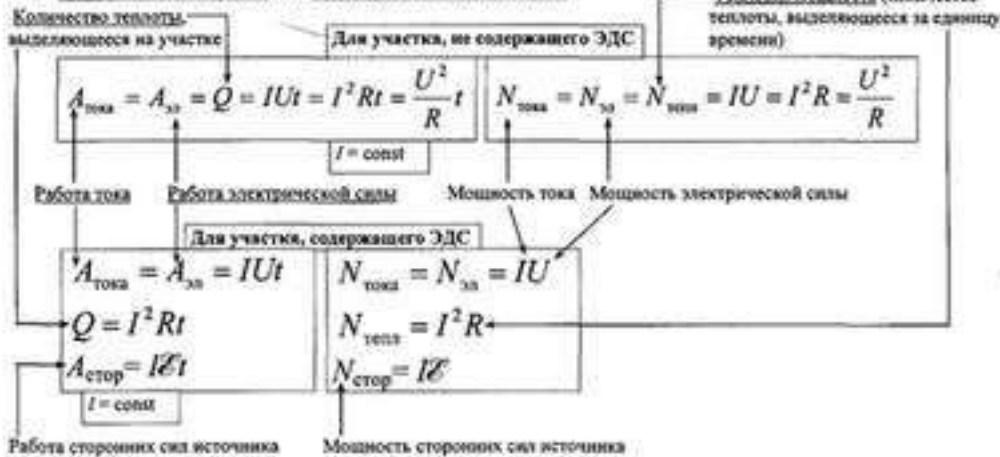 Количество теплоты,
выделяющееся на участке
теплоты, выделяющееся за единицу
времени)
Для участка, не содержащего ЭДС
A_тока = A_эл = Q = IUt = I²Rt = U²/R t
N_тока = N_эл = N_тепл = IU = I²R = U²/R
I = const
Работа тока
Работа электрической силы
Мощность тока
Мощность электрической силы
Для участка, содержащего ЭДС
A_тока = A_эл = IUt
N_тока = N_эл = IU
Q = I²Rt
N_тепл = I²R
A_стор = Iℰt
N_стор = Iℰ
I = const
Работа сторонних сил источника
Мощность сторонних сил источника